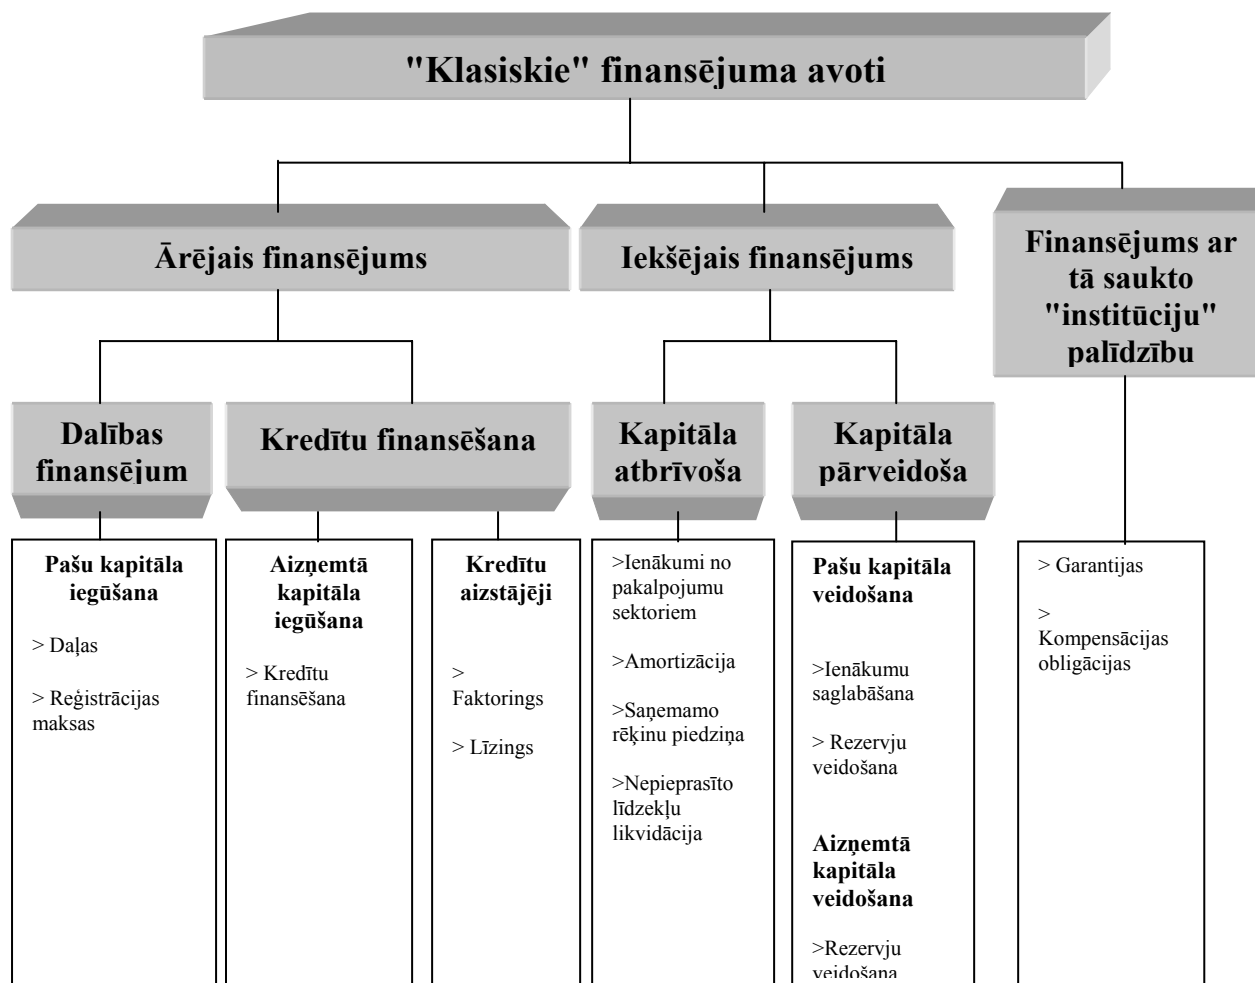 "Klasiskie" finansējuma avoti
Ārējais finansējums
Iekšējais finansējums
Finansējums ar
tā saukto
"institūciju"
palīdzību
Dalības
finansējum
Kredītu finansēšana
Kapitāla
atbrīvoša
Kapitāla
pārveidoša
Pašu kapitāla
iegūšana
> Daļas
> Reģistrācijas
maksas
Aizņemtā
kapitāla
iegūšana
> Kredītu
finansēšana
Kredītu
aizstājēji
>
Faktorings
> Līzings
>Ienākumi no
pakalpojumu
sektoriem
>Amortizācija
>Saņemamo
rēķinu piedziņa
>Nepieprasīto
līdzekļu
likvidācija
Pašu kapitāla
veidošana
>Ienākumu
saglabāšana
> Rezervju
veidošana
Aizņemtā
kapitāla
veidošana
>Rezervju
veidošana
> Garantijas
>
Kompensācijas
obligācijas